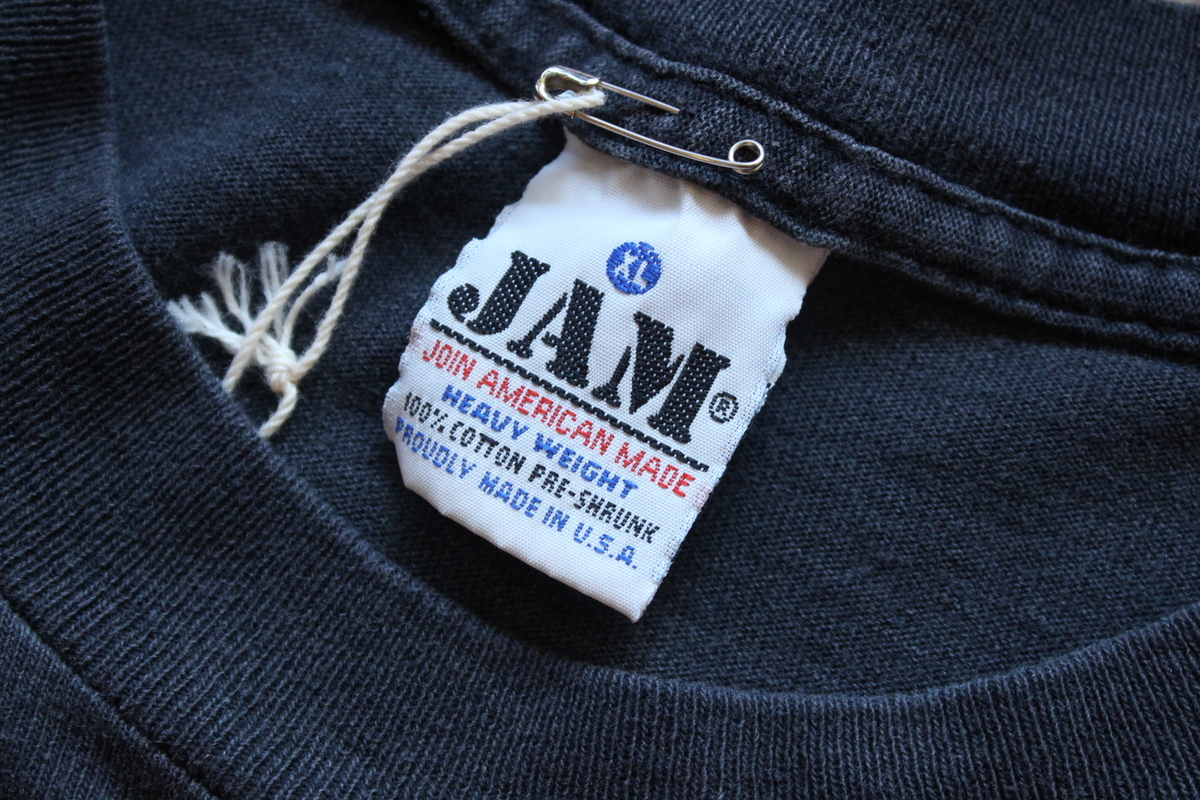 XL
JAM®
JOIN AMERICAN MADE
HEAVY WEIGHT
100% COTTON PRE-SHRUNK
PROUDLY MADE IN U.S.A.